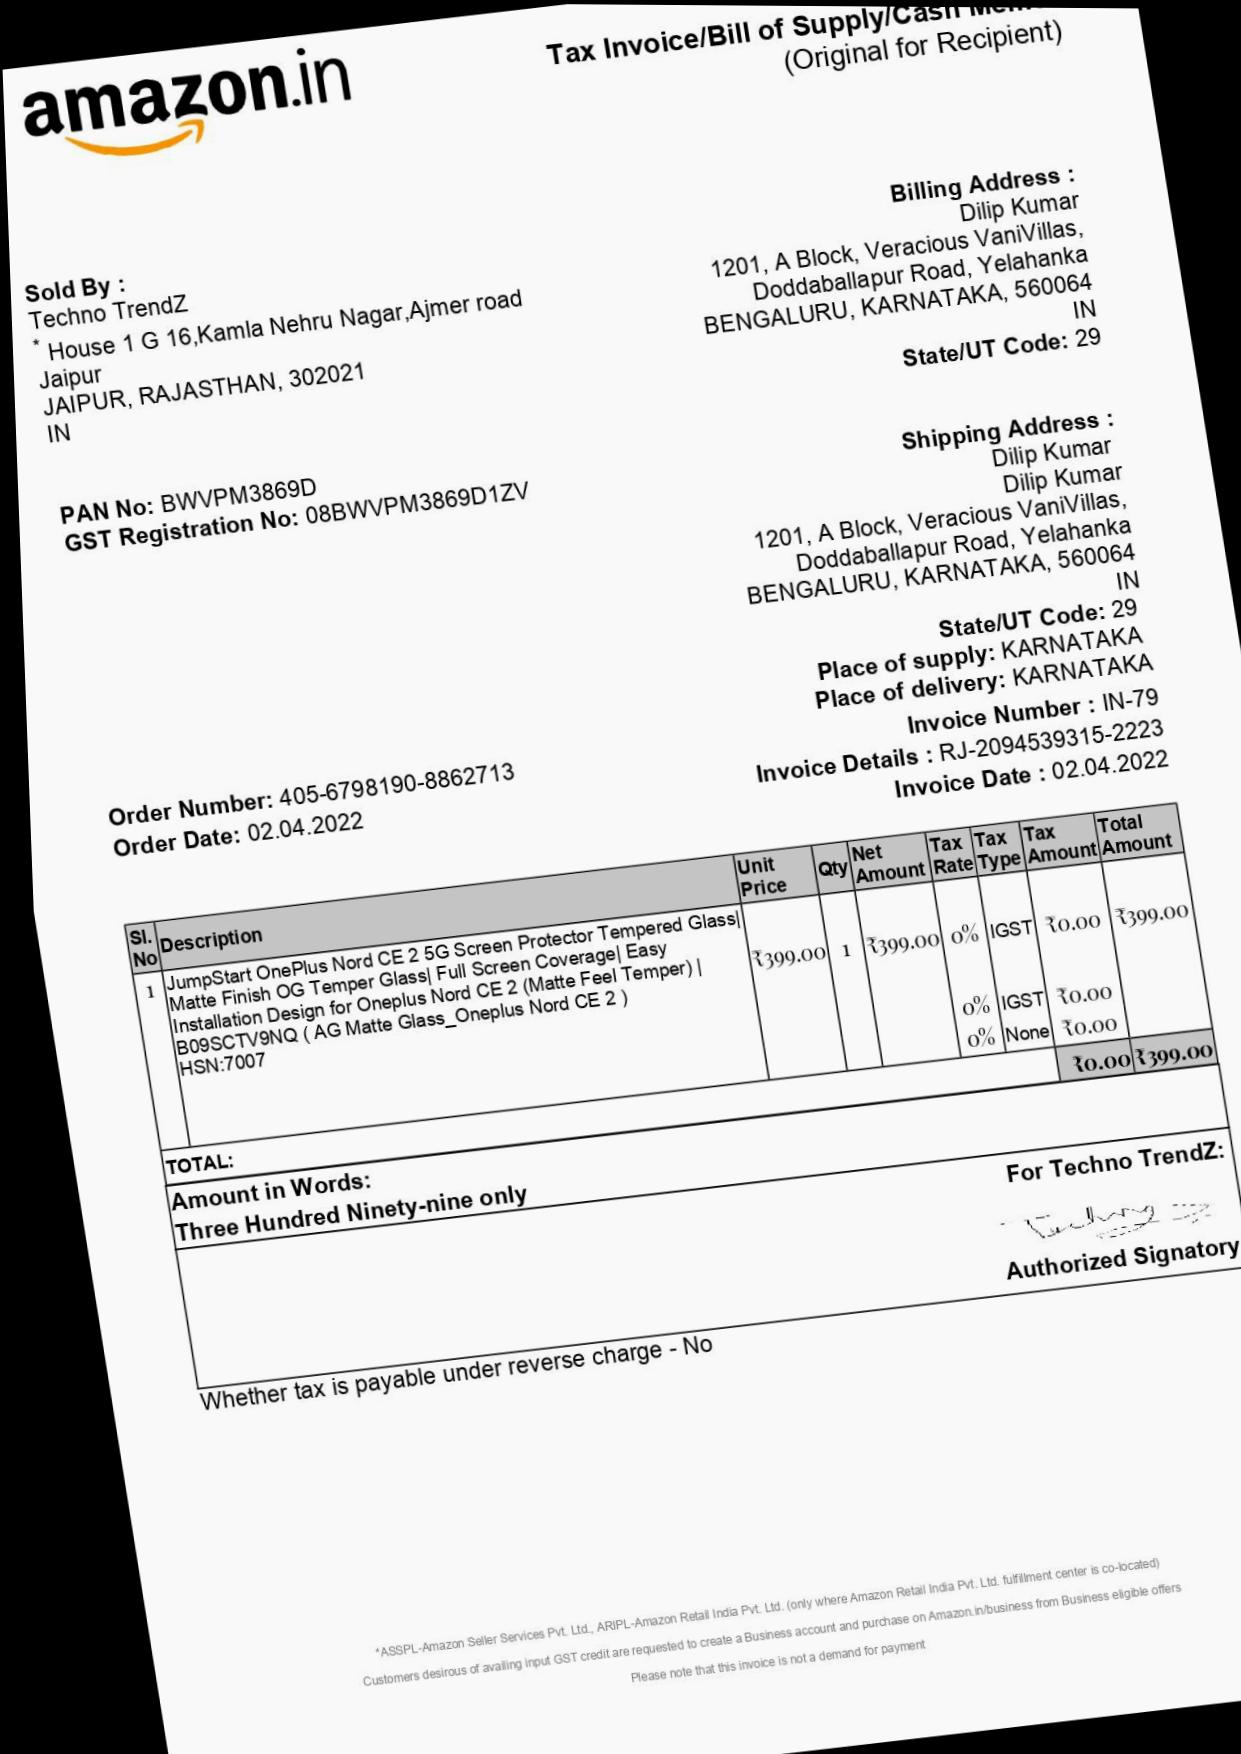 amazon.in
Tax Invoice/Bill of Supply/Cash
(Original for Recipient)
Sold By :
Techno TrendZ
* House 1 G 16,Kamla Nehru Nagar,Ajmer road
Jaipur
JAIPUR, RAJASTHAN, 302021
IN
PAN No: BWVPM3869D
GST Registration No: 08BWVPM3869D1ZV
Billing Address :
Dilip Kumar
1201, A Block, Veracious VaniVillas,
Doddaballapur Road, Yelahanka
BENGALURU, KARNATAKA, 560064
IN
State/UT Code: 29
Shipping Address :
Dilip Kumar
Dilip Kumar
1201, A Block, Veracious VaniVillas,
Doddaballapur Road, Yelahanka
BENGALURU, KARNATAKA, 560064
IN
State/UT Code: 29
Place of supply: KARNATAKA
Place of delivery: KARNATAKA
Invoice Number : IN-79
Invoice Details : RJ-2094539315-2223
Invoice Date : 02.04.2022
Order Number: 405-6798190-8862713
Order Date: 02.04.2022
Sl. No Description Unit Price Qty Net Amount Tax Rate Tax Type Tax Amount Total Amount
1 JumpStart OnePlus Nord CE 2 5G Screen Protector Tempered Glass| ₹399.00 1 ₹399.00 0% IGST ₹0.00 ₹399.00
Matte Finish OG Temper Glass| Full Screen Coverage| Easy
Installation Design for Oneplus Nord CE 2 (Matte Feel Temper) | 0% IGST ₹0.00
B09SCTV9NQ ( AG Matte Glass_Oneplus Nord CE 2 ) 0% None ₹0.00
HSN:7007
TOTAL: ₹0.00 ₹399.00
Amount in Words:
Three Hundred Ninety-nine only
For Techno TrendZ:
Authorized Signatory
Whether tax is payable under reverse charge - No
*ASSPL-Amazon Seller Services Pvt. Ltd., ARIPL-Amazon Retail India Pvt. Ltd. (only where Amazon Retail India Pvt. Ltd. fulfillment center is co-located)
Customers desirous of availing input GST credit are requested to create a Business account and purchase on Amazon.in/business from Business eligible offers
Please note that this invoice is not a demand for payment